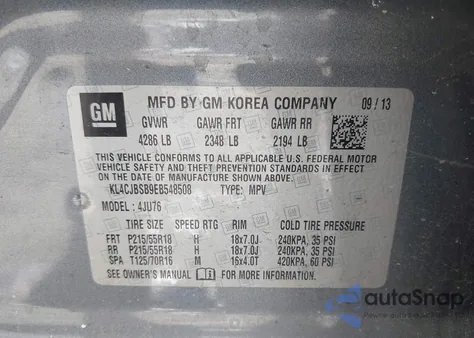 GM
MFD BY GM KOREA COMPANY 09 / 13
GVWR GAWR FRT GAWR RR
4286 LB 2348 LB 2194 LB
THIS VEHICLE CONFORMS TO ALL APPLICABLE U.S. FEDERAL MOTOR
VEHICLE SAFETY AND THEFT PREVENTION STANDARDS IN EFFECT
ON THE DATE OF MANUFACTURE SHOWN ABOVE.
KL4CJBSB9EB548508 TYPE: MPV
MODEL: 4JU76
TIRE SIZE SPEED RTG RIM COLD TIRE PRESSURE
FRT P215/55R18 H 18x7.0J 240KPA, 35 PSI
RR P215/55R18 H 18x7.0J 240KPA, 35 PSI
SPA T125/70R16 M 16x4.0T 420KPA, 60 PSI
SEE OWNER'S MANUAL FOR MORE INFORMATION.
autoSnap